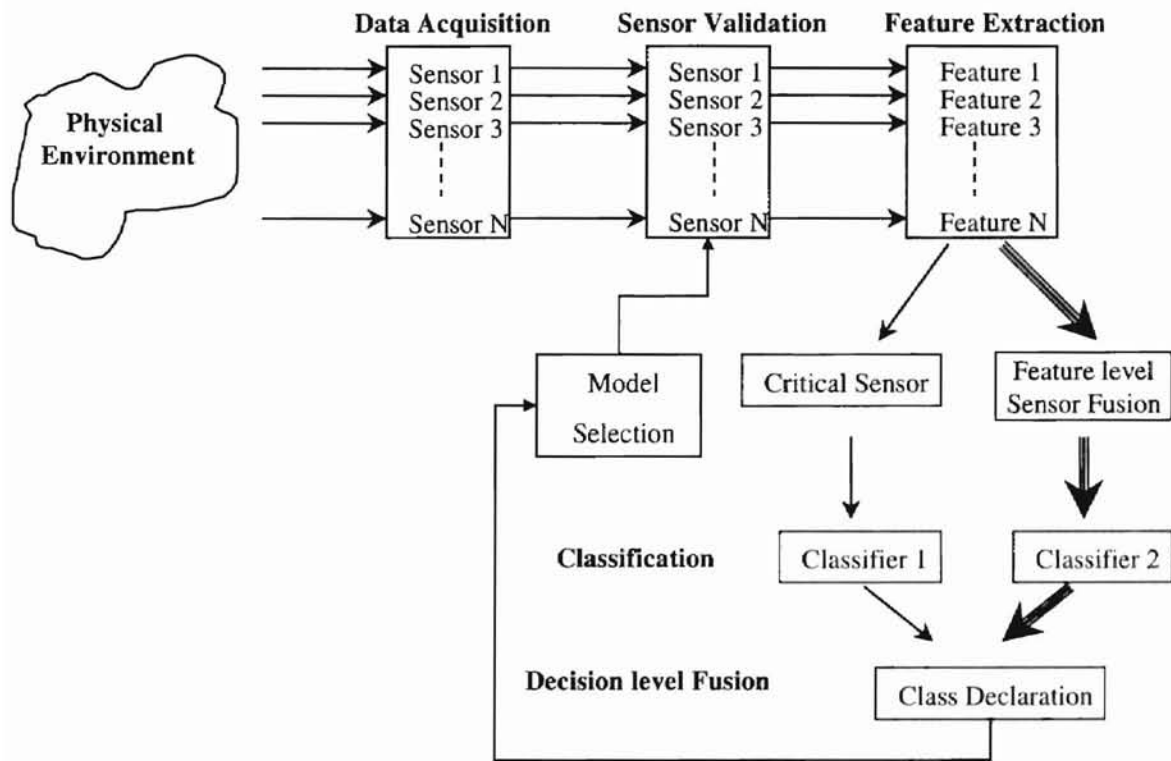 Data Acquisition
Sensor Validation
Feature Extraction
Physical
Environment
Sensor 1
Sensor 2
Sensor 3
Sensor N
Sensor 1
Sensor 2
Sensor 3
Sensor N
Feature 1
Feature 2
Feature 3
Feature N
Model
Selection
Critical Sensor
Feature level
Sensor Fusion
Classification
Classifier 1
Classifier 2
Decision level Fusion
Class Declaration